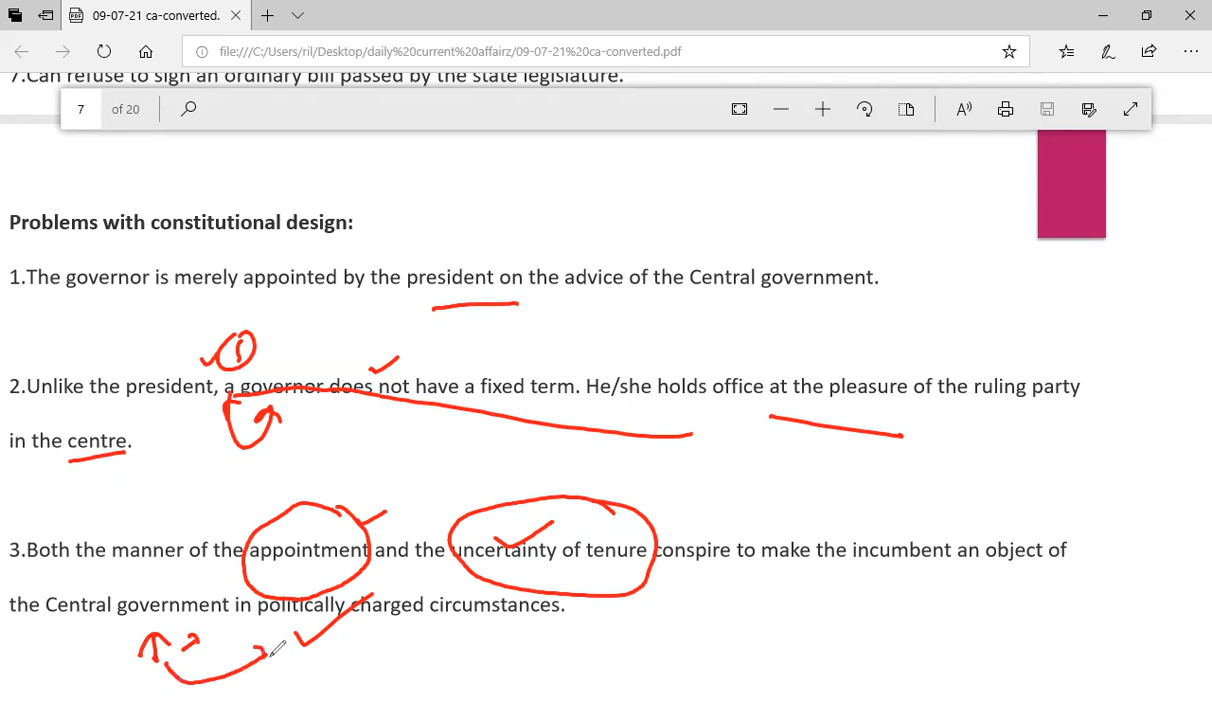 09-07-21 ca-converted.
file:///C:/Users/ril/Desktop/daily%20current%20affairz/09-07-21%20ca-converted.pdf
7.Can refuse to sign an ordinary bill passed by the state legislature.
7 of 20
Problems with constitutional design:
1.The governor is merely appointed by the president on the advice of the Central government.
2.Unlike the president, a governor does not have a fixed term. He/she holds office at the pleasure of the ruling party
in the centre.
3.Both the manner of the appointment and the uncertainty of tenure conspire to make the incumbent an object of
the Central government in politically charged circumstances.